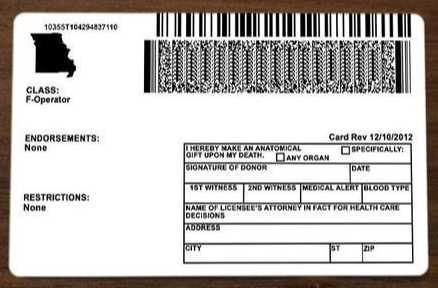 10355T104294837110
CLASS:
F-Operator
ENDORSEMENTS:
None
Card Rev 12/10/2012
I HEREBY MAKE AN ANATOMICAL
GIFT UPON MY DEATH.
ANY ORGAN
SPECIFICALLY:
SIGNATURE OF DONOR
DATE
1ST WITNESS
2ND WITNESS
MEDICAL ALERT
BLOOD TYPE
RESTRICTIONS:
None
NAME OF LICENSEE'S ATTORNEY IN FACT FOR HEALTH CARE
DECISIONS
ADDRESS
CITY
ST
ZIP